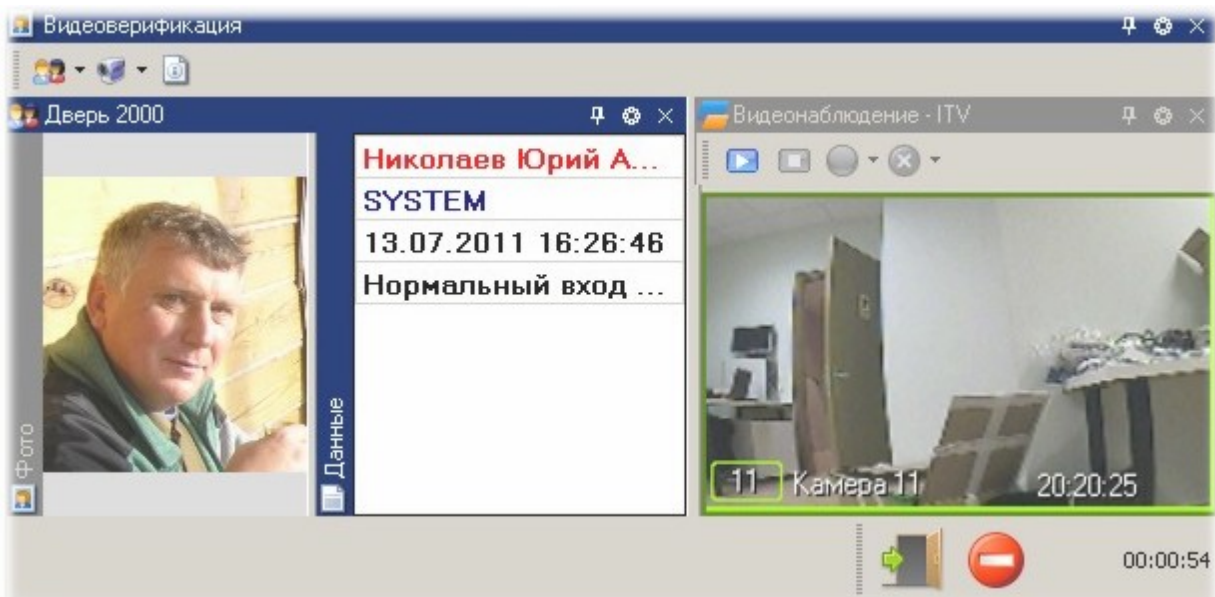 Видеоверификация
Дверь 2000
Фото
Данные
Николаев Юрий А...
SYSTEM
13.07.2011 16:26:46
Нормальный вход ...
Видеонаблюдение - ITV
11 Камера 11 20:20:25
00:00:54